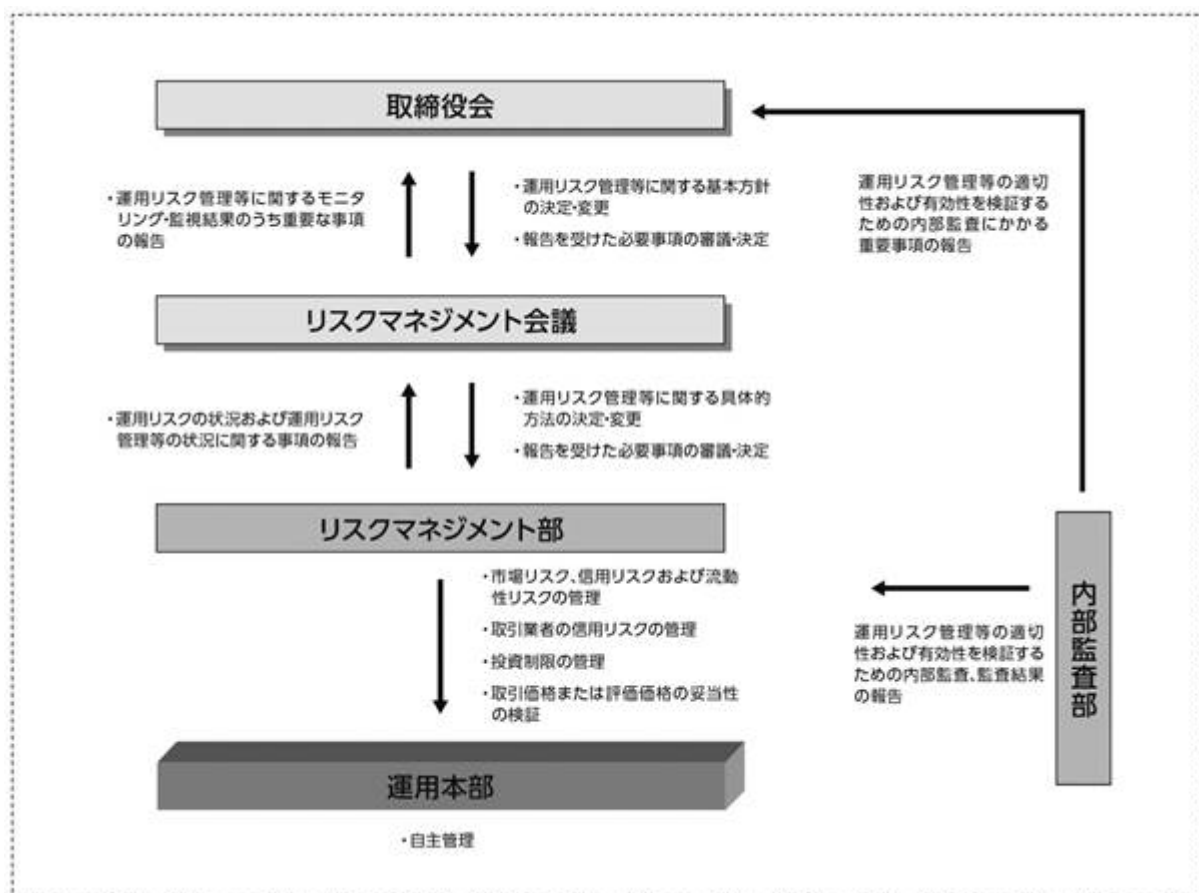 取締役会
・運用リスク管理等に関するモニタ
リング・監視結果のうち重要な事項
の報告
・運用リスク管理等に関する基本方針
の決定・変更
・報告を受けた必要事項の審議・決定
運用リスク管理等の適切
性および有効性を検証する
ための内部監査にかかる
重要事項の報告
リスクマネジメント会議
・運用リスクの状況および運用リスク
管理等の状況に関する事項の報告
・運用リスク管理等に関する具体的
方法の決定・変更
・報告を受けた必要事項の審議・決定
リスクマネジメント部
・市場リスク、信用リスクおよび流動
性リスクの管理
・取引業者の信用リスクの管理
・投資制限の管理
・取引価格または評価価格の妥当性
の検証
運用リスク管理等の適切
性および有効性を検証する
ための内部監査、監査結果
の報告
内部監査部
運用本部
・自主管理